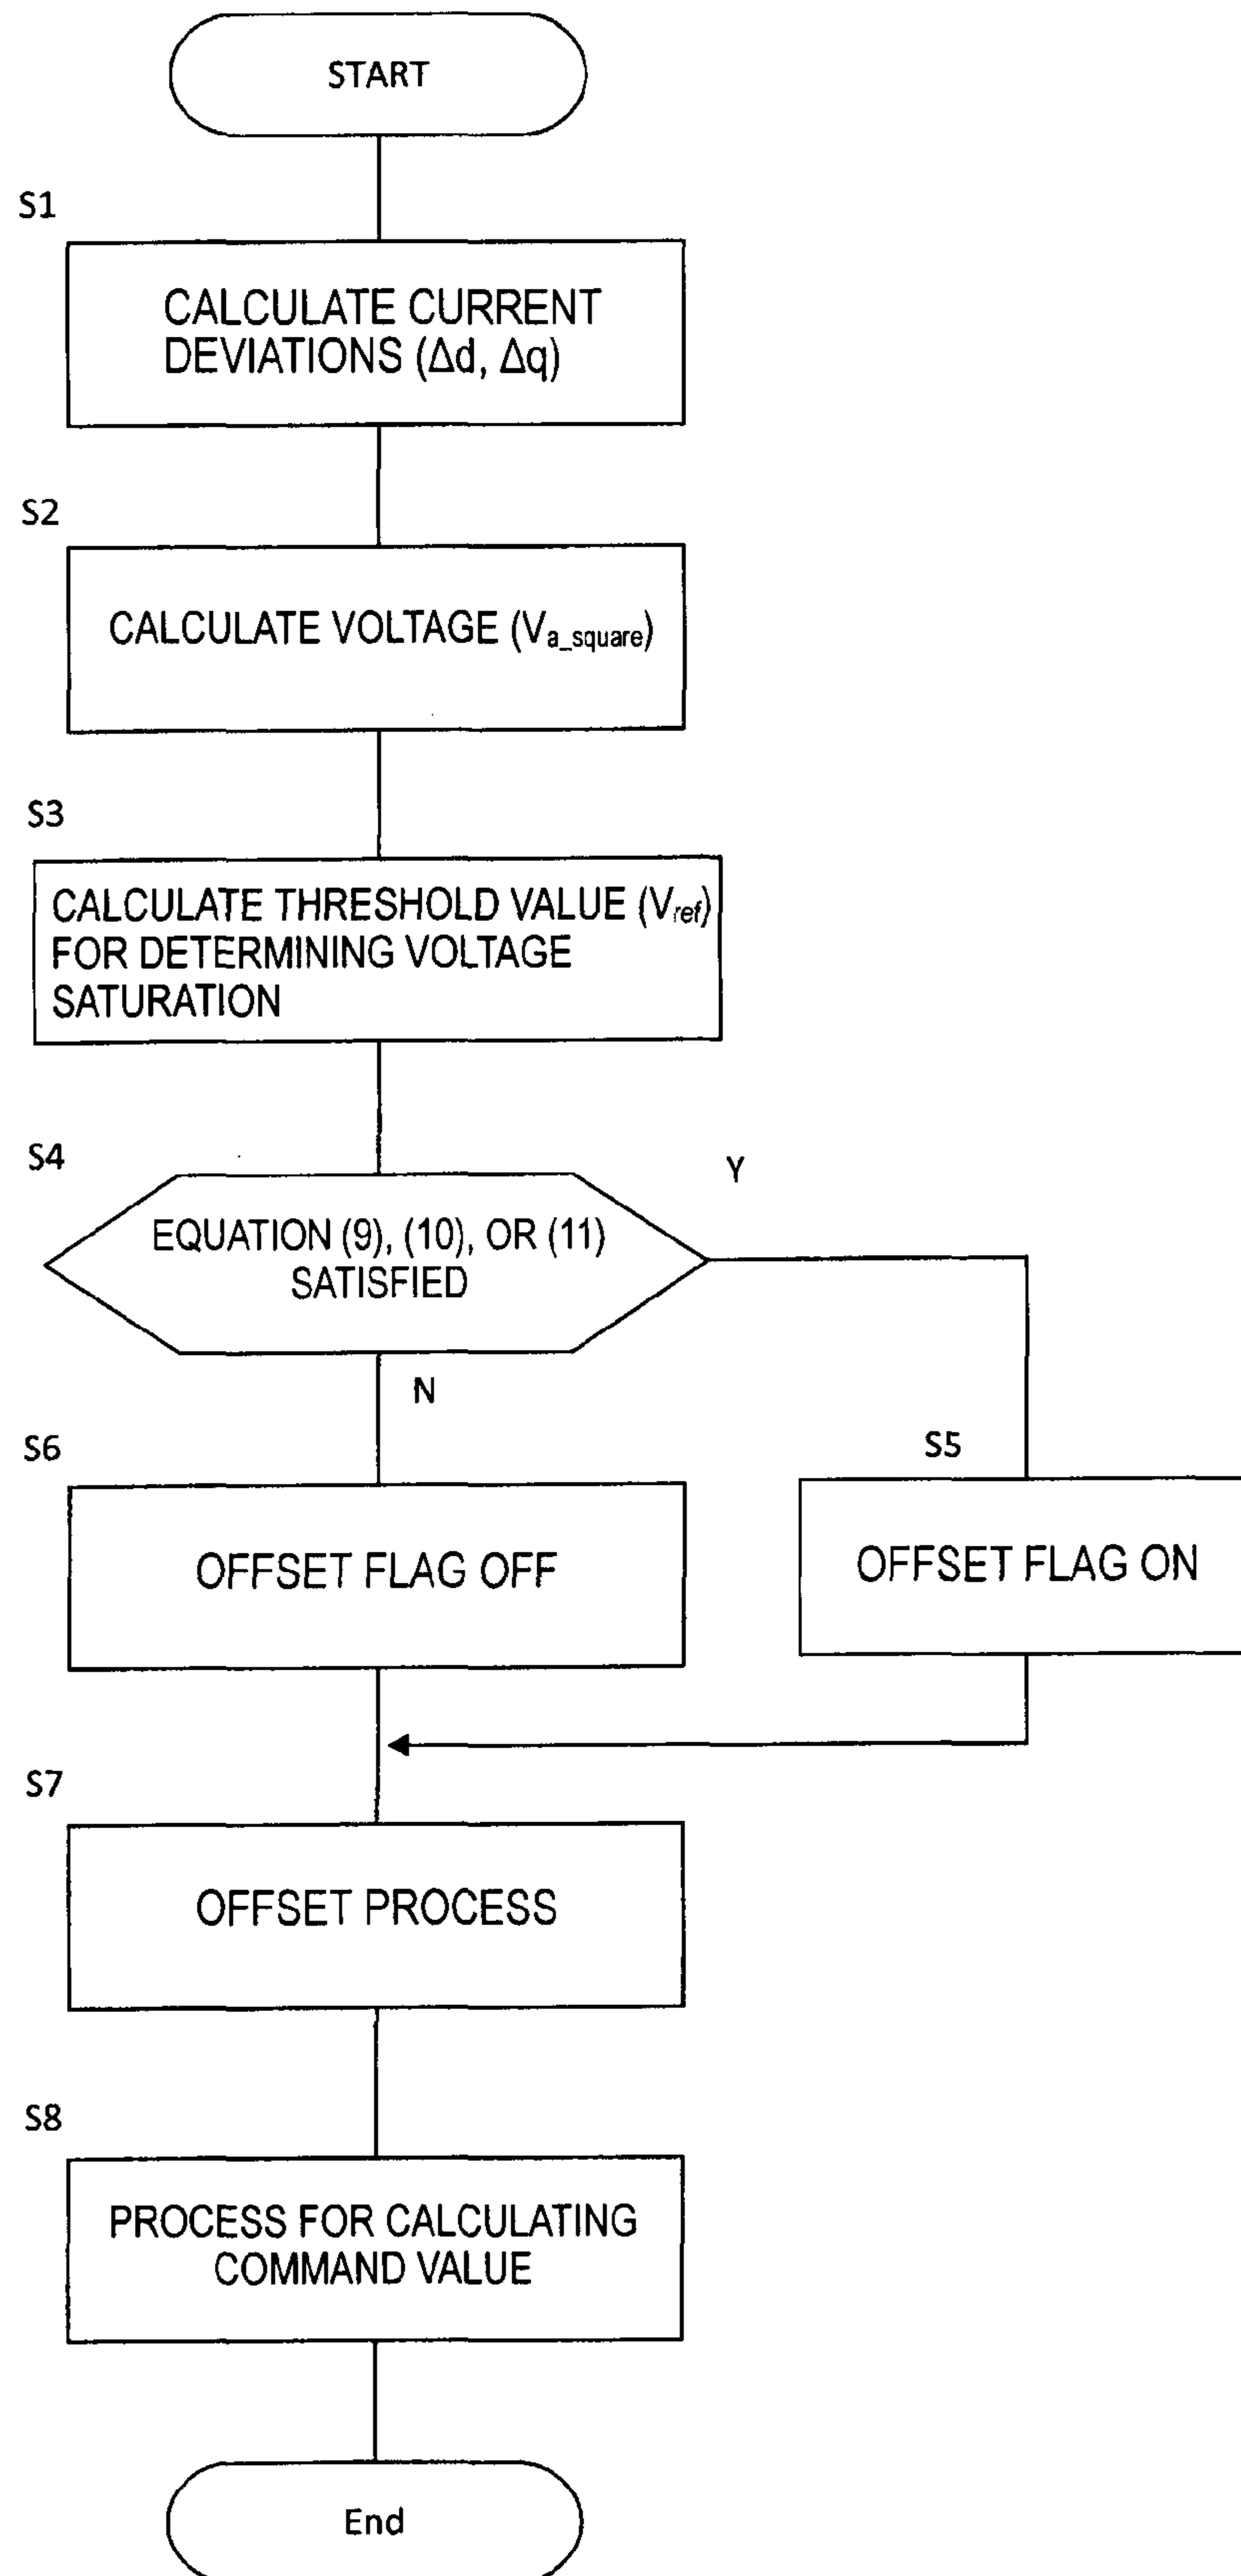 START
S1
CALCULATE CURRENT
DEVIATIONS (Δd, Δq)
S2
CALCULATE VOLTAGE (Va_square)
S3
CALCULATE THRESHOLD VALUE (Vref)
FOR DETERMINING VOLTAGE
SATURATION
S4
Y
EQUATION (9), (10), OR (11)
SATISFIED
N
S6
S5
OFFSET FLAG OFF
OFFSET FLAG ON
S7
OFFSET PROCESS
S8
PROCESS FOR CALCULATING
COMMAND VALUE
End